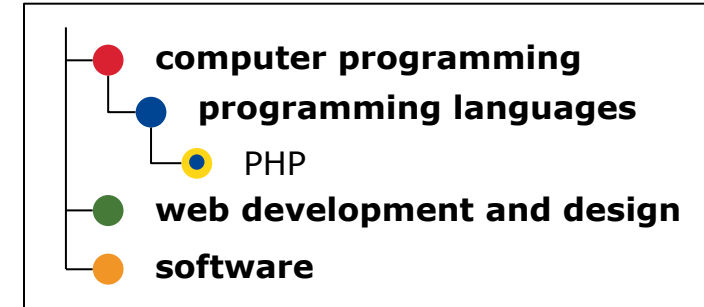 computer programming
programming languages
PHP
web development and design
software